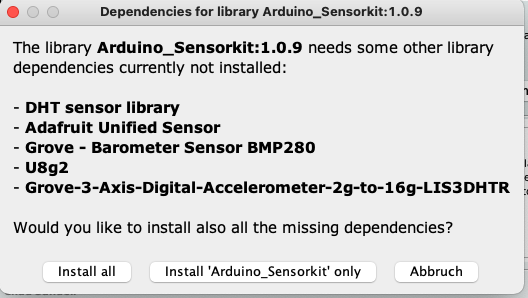 Dependencies for library Arduino_Sensorkit:1.0.9
The library Arduino_Sensorkit:1.0.9 needs some other library
dependencies currently not installed:
- DHT sensor library
- Adafruit Unified Sensor
- Grove - Barometer Sensor BMP280
- U8g2
- Grove-3-Axis-Digital-Accelerometer-2g-to-16g-LIS3DHTR
Would you like to install also all the missing dependencies?
Install all
Install 'Arduino_Sensorkit' only
Abbruch